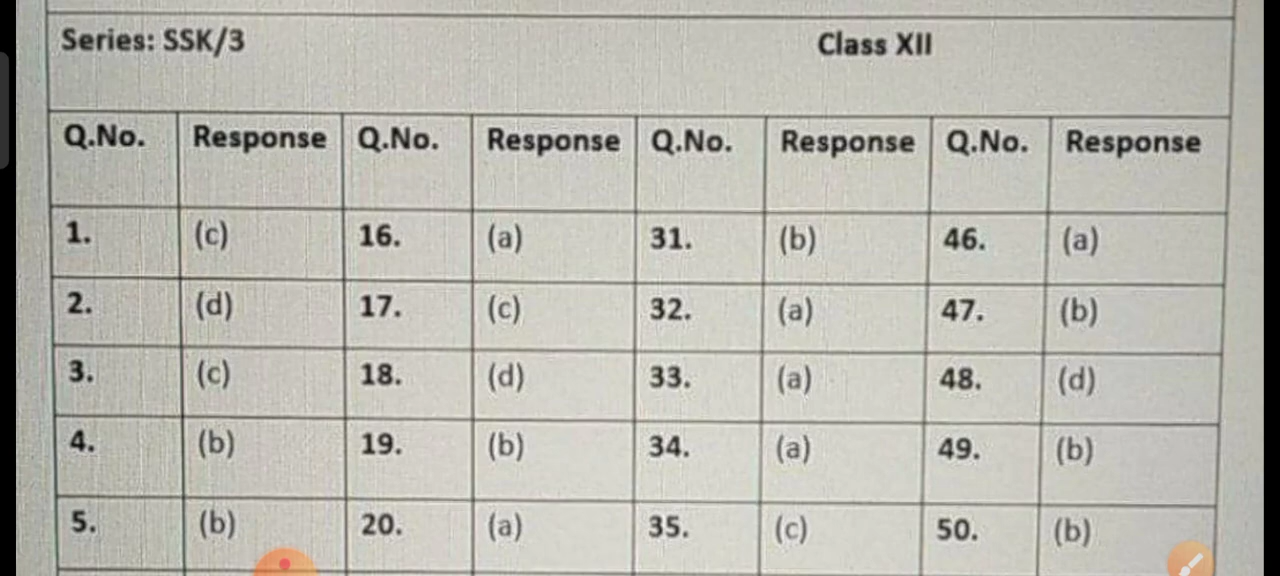 Series: SSK/3 Class XII
Q.No. Response Q.No. Response Q.No. Response Q.No. Response
1. (c) 16. (a) 31. (b) 46. (a)
2. (d) 17. (c) 32. (a) 47. (b)
3. (c) 18. (d) 33. (a) 48. (d)
4. (b) 19. (b) 34. (a) 49. (b)
5. (b) 20. (a) 35. (c) 50. (b)